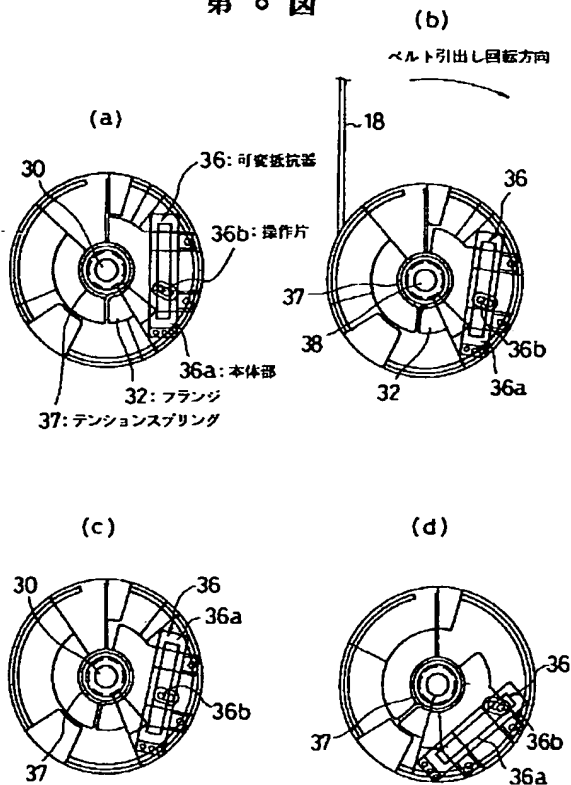 第 6 図
(a)
30
36: 可変抵抗器
36b: 操作片
36a: 本体部
32: フランジ
37: テンションスプリング
(b)
ベルト引出し回転方向
18
36
37
38
32
36b
36a
(c)
30
36
36a
36b
37
(d)
36
37
36b
36a